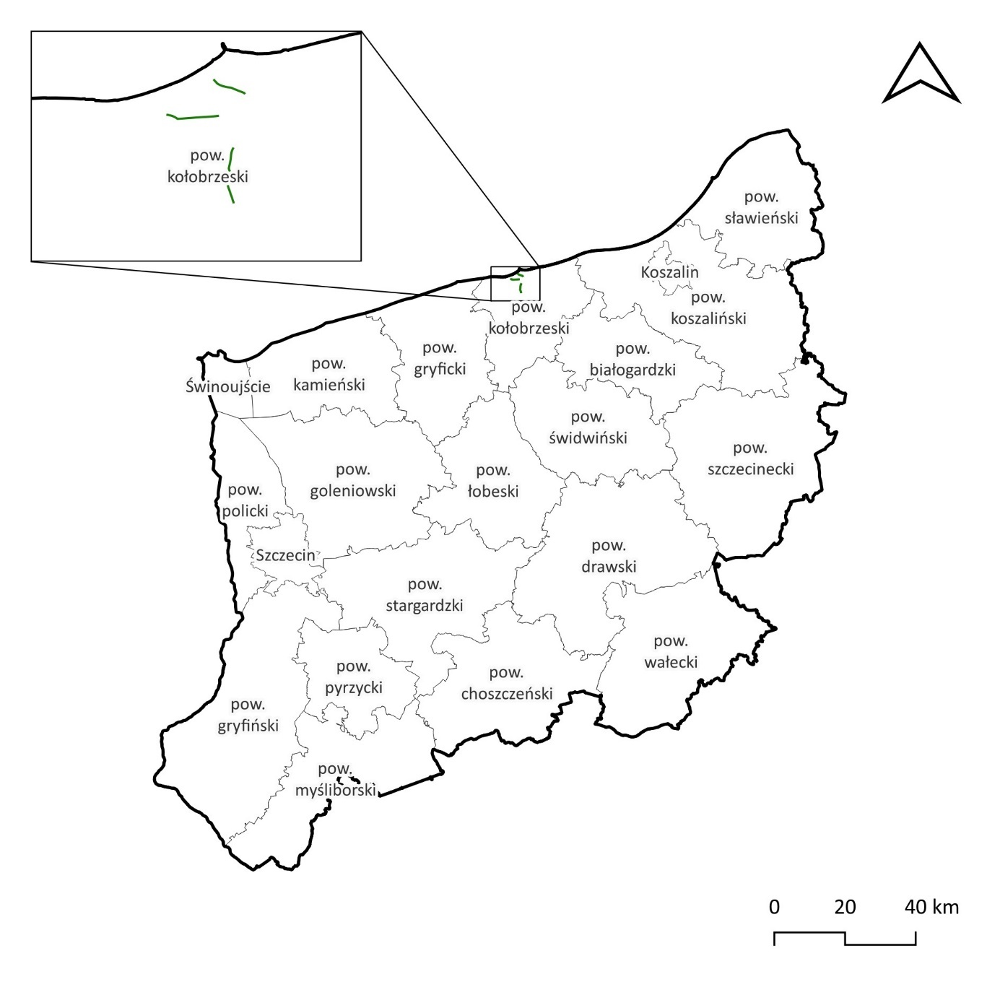 pow.
kołobrzeski
pow.
sławieński
Koszalin
pow.
koszaliński
pow.
kołobrzeski
pow.
białogardzki
pow.
gryficki
pow.
kamieński
Świnoujście
pow.
świdwiński
pow.
szczecinecki
pow.
goleniowski
pow.
łobeski
pow.
policki
Szczecin
pow.
drawski
pow.
stargardzki
pow.
wałecki
pow.
pyrzycki
pow.
choszczeński
pow.
gryfiński
pow.
myśliborski
0 20 40 km